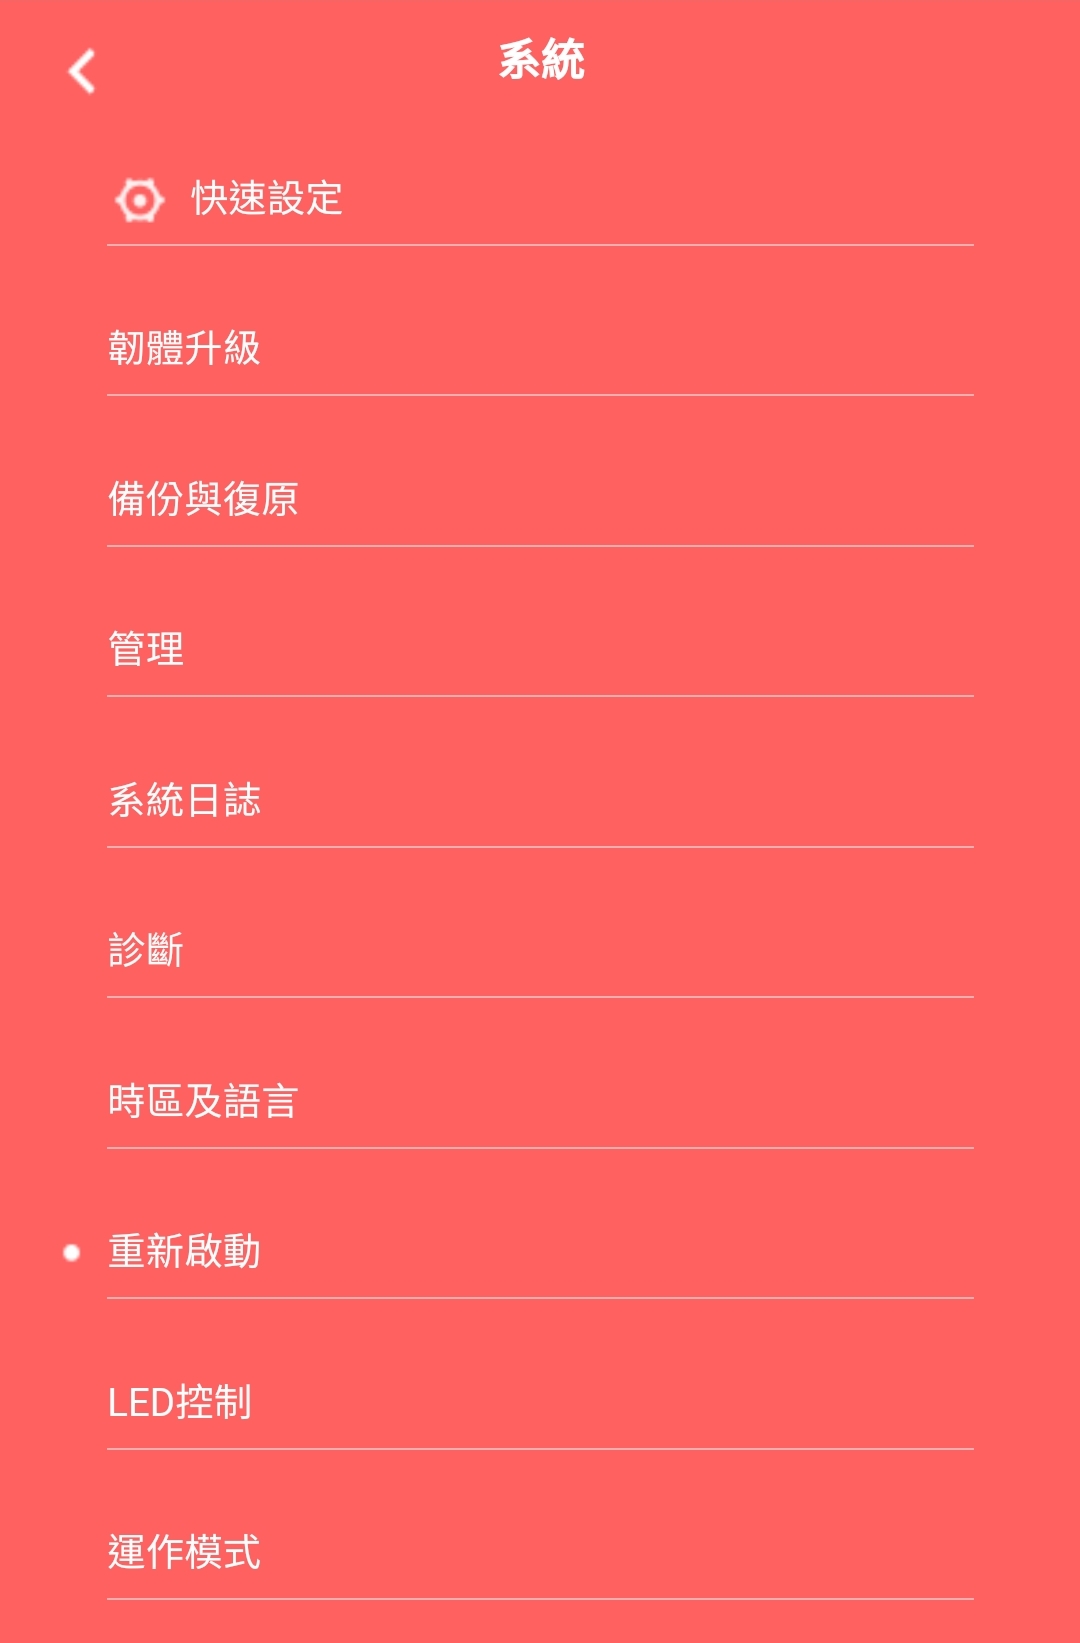 系統
快速設定
韌體升級
備份與復原
管理
系統日誌
診斷
時區及語言
重新啟動
LED控制
運作模式